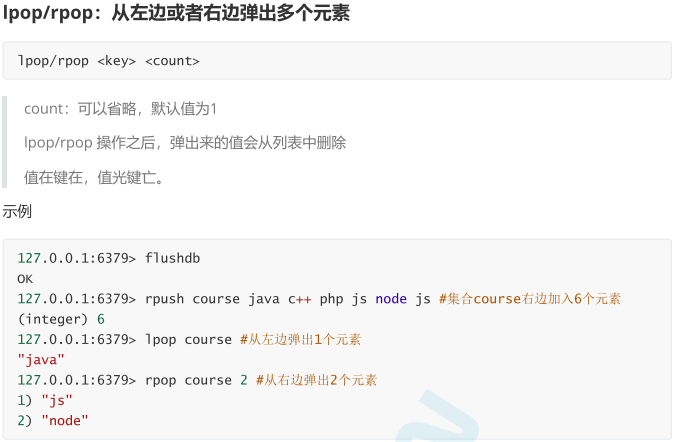 lpop/rpop：从左边或者右边弹出多个元素
lpop/rpop <key> <count>
count：可以省略，默认值为1
lpop/rpop 操作之后，弹出来的值会从列表中删除
值在键在，值光键亡。
示例
127.0.0.1:6379> flushdb
OK
127.0.0.1:6379> rpush course java c++ php js node js #集合course右边加入6个元素
(integer) 6
127.0.0.1:6379> lpop course #从左边弹出1个元素
"java"
127.0.0.1:6379> rpop course 2 #从右边弹出2个元素
1) "js"
2) "node"